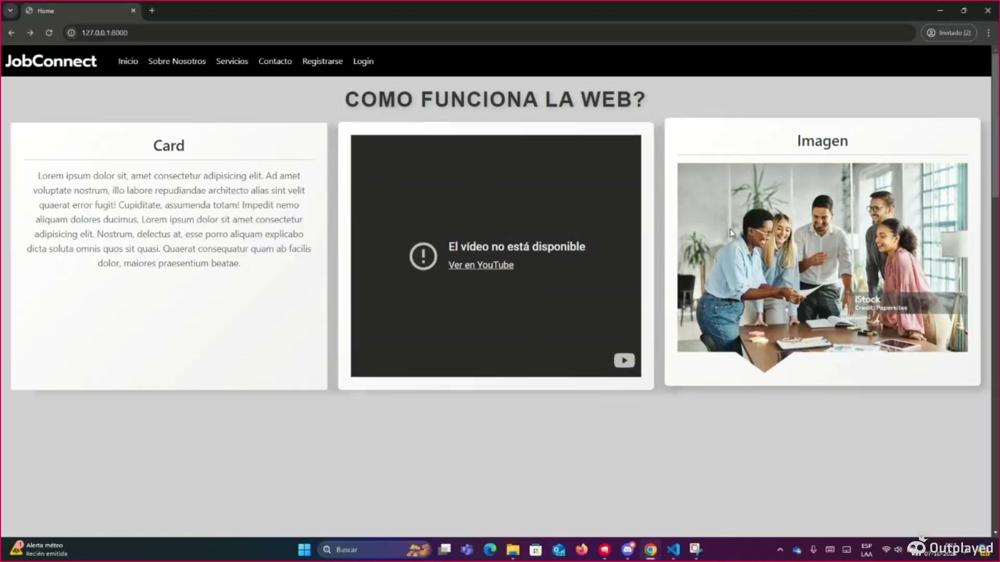 Home
127.0.0.1:8000
Invitado (2)
JobConnect
Inicio
Sobre Nosotros
Servicios
Contacto
Registrarse
Login
COMO FUNCIONA LA WEB?
Card
Lorem ipsum dolor sit, amet consectetur adipisicing elit. Ad amet
voluptate nostrum, illo labore repudiandae architecto alias sint velit
quaerat error fugit! Cupiditate, assumenda totam! Impedit nemo
aliquam dolores ducimus. Lorem ipsum dolor sit amet consectetur
adipisicing elit. Nostrum, delectus at, esse porro aliquam explicabo
dicta soluta omnis quos sit quasi. Quaerat consequatur quam ab facilis
dolor, maiores praesentium beatae.
El vídeo no está disponible
Ver en YouTube
Imagen
iStock
Credit: Paperkites
1
Alerta méteo
Recién emitida
Buscar
ESP
LAA
Outplayed